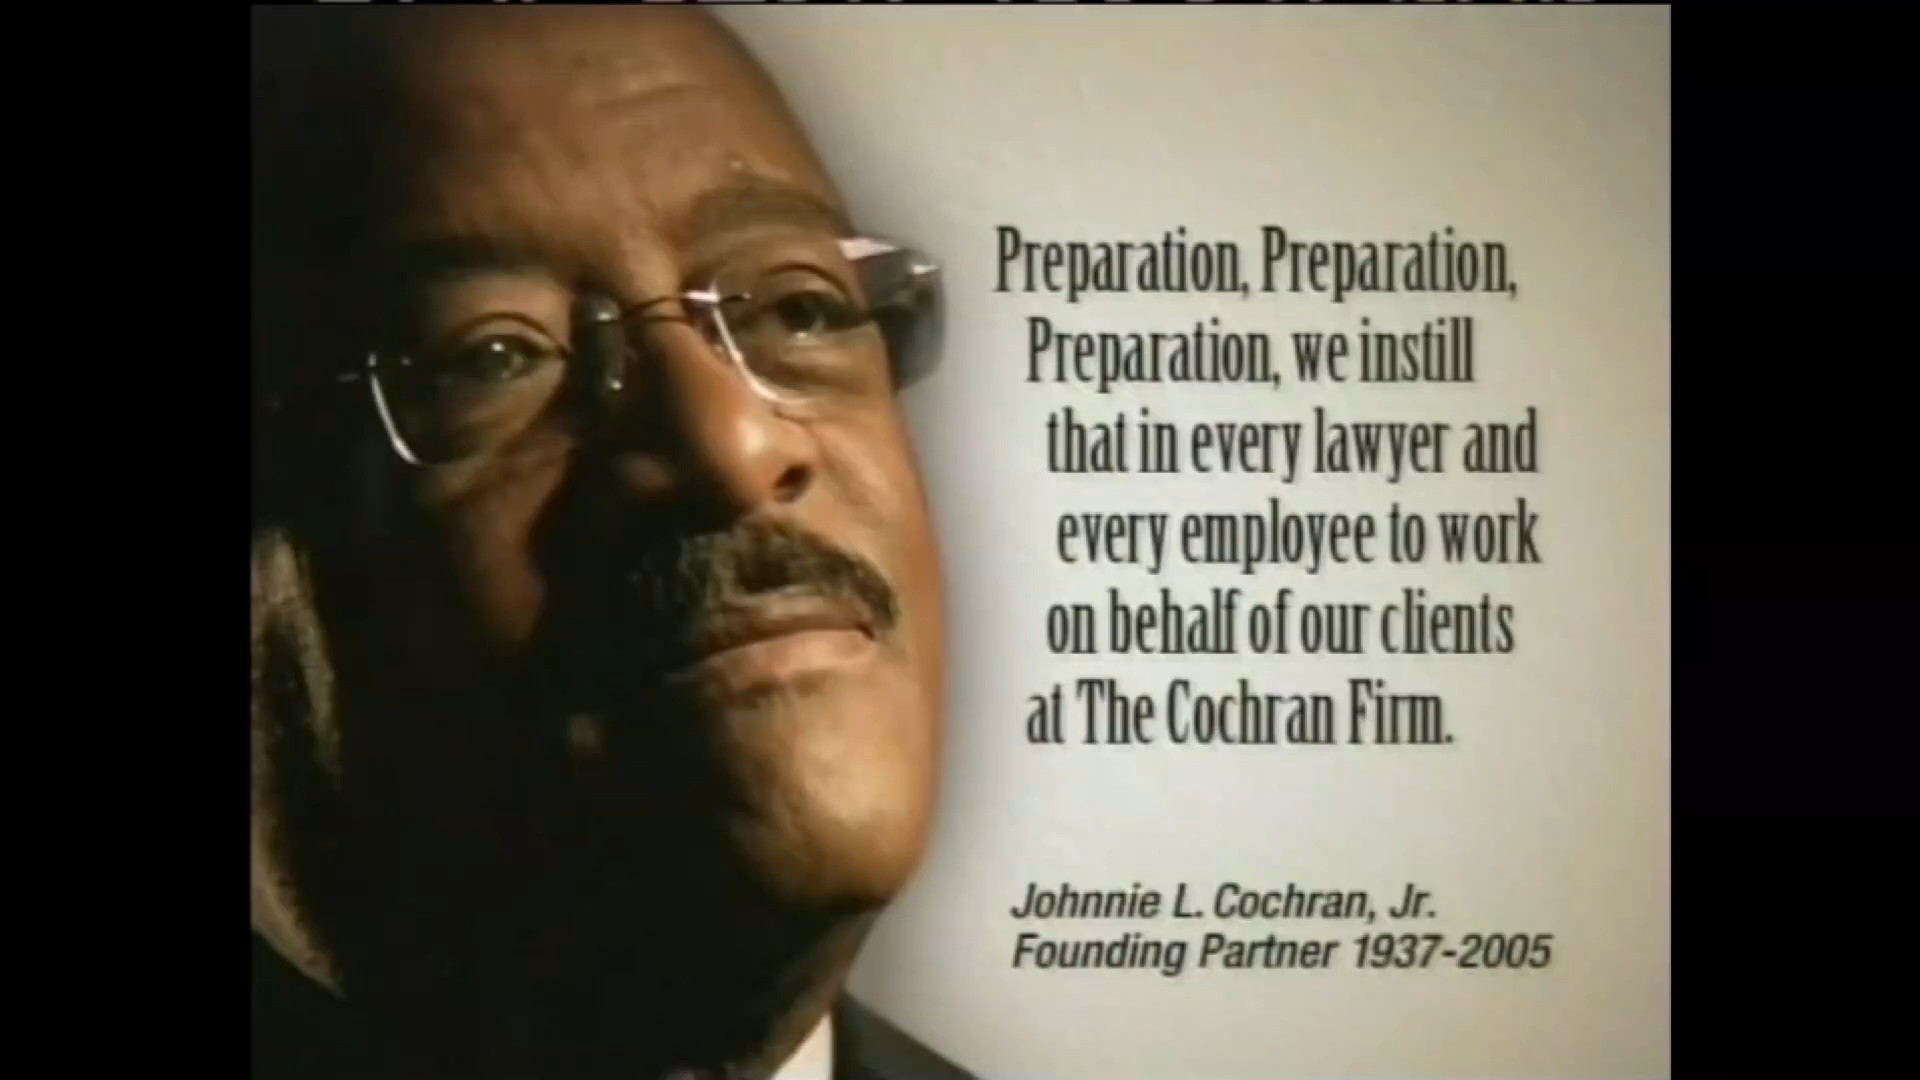 Preparation, Preparation,
Preparation, we instill
that in every lawyer and
every employee to work
on behalf of our clients
at The Cochran Firm.
Johnnie L. Cochran, Jr.
Founding Partner 1937-2005